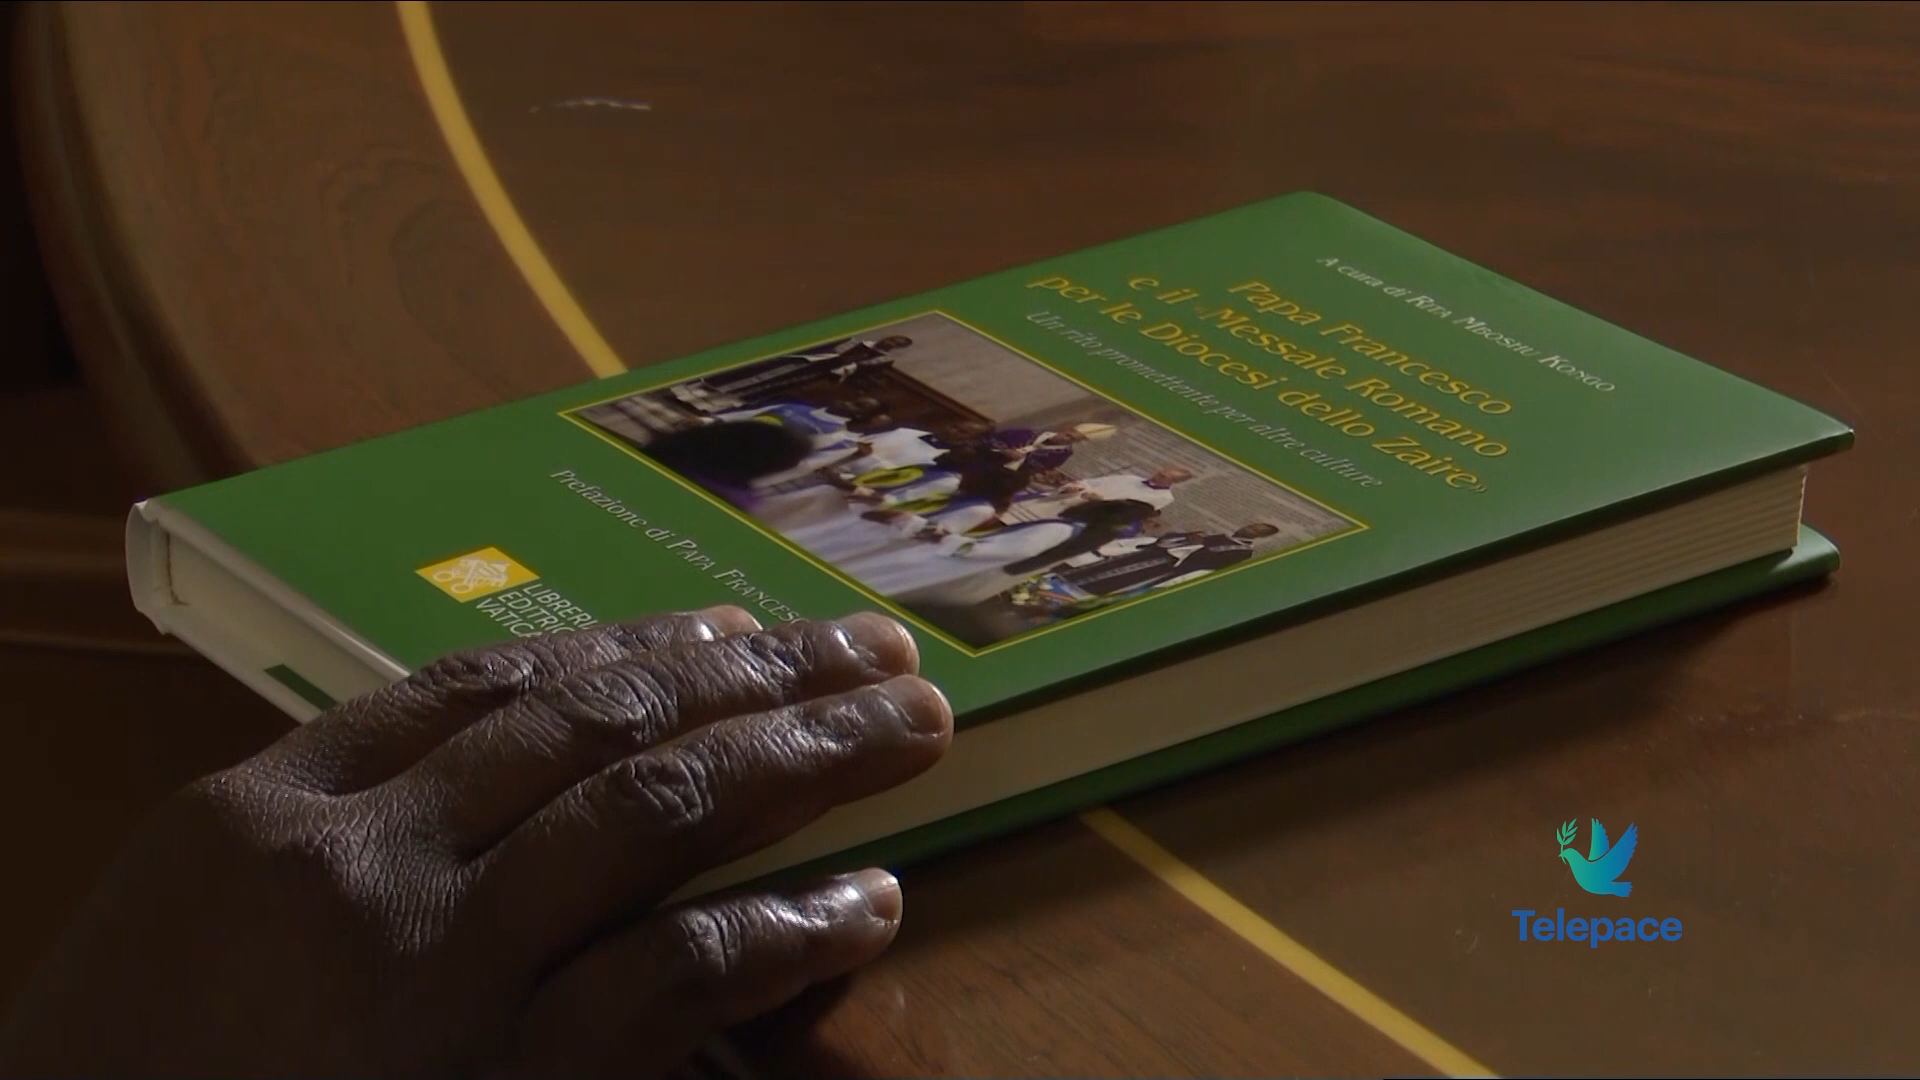 A cura di RITA MBOSHU KONGO
Papa Francesco
e il «Messale Romano
per le Diocesi dello Zaire»
Un rito promettente per altre culture
Prefazione di PAPA FRANCESC
LIBRERI
EDITRIC
VATICA
Telepace